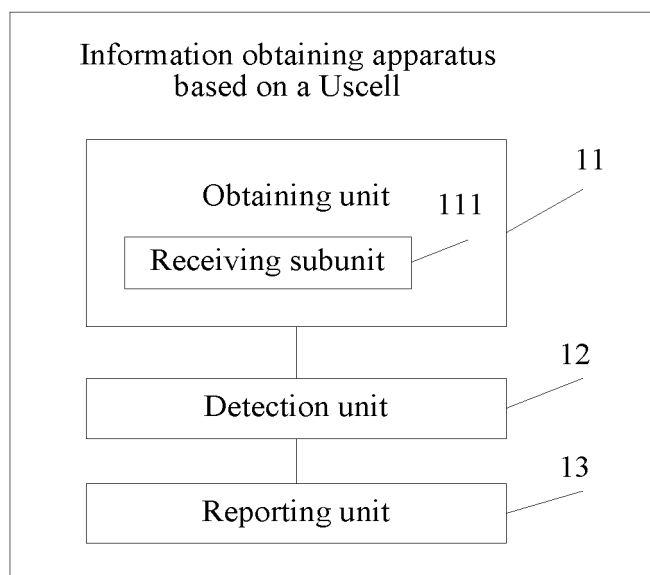 Information obtaining apparatus
based on a Uscell
11
Obtaining unit
111
Receiving subunit
12
Detection unit
13
Reporting unit